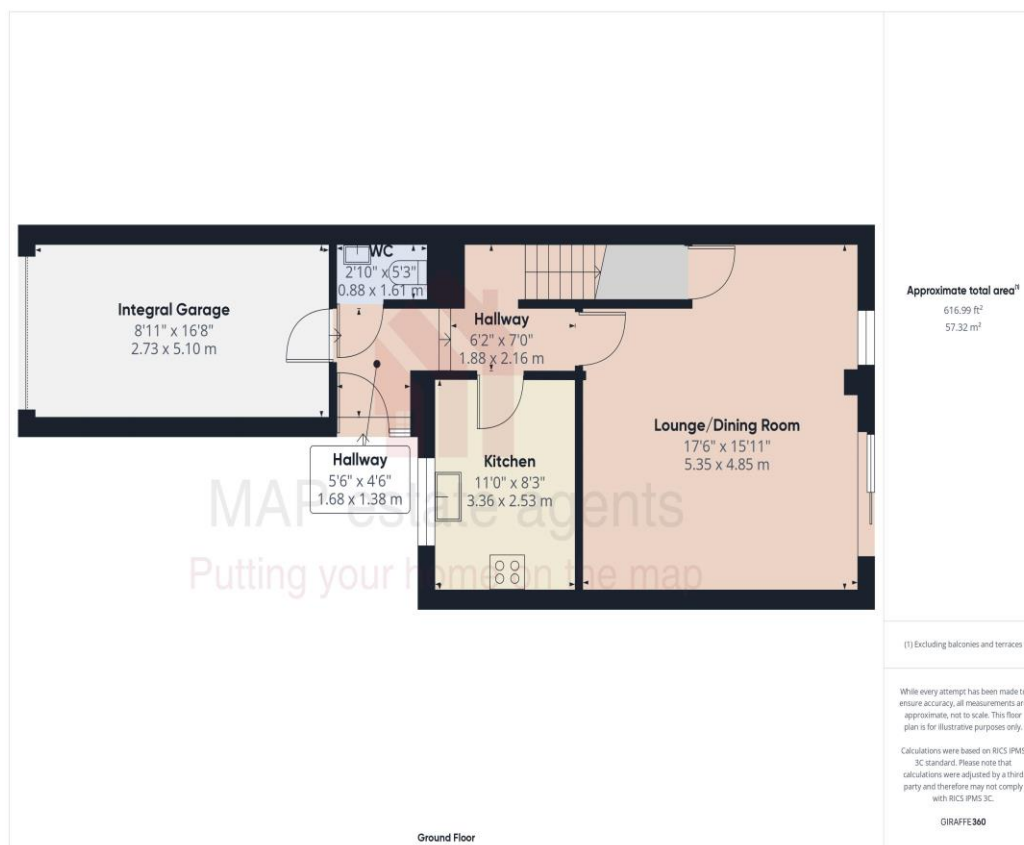 WC
2'10" x 5'3"
0.88 x 1.61 m
Integral Garage
8'11" x 16'8"
2.73 x 5.10 m
Hallway
6'2" x 7'0"
1.88 x 2.16 m
Approximate total area(1)
616.99 ft²
57.32 m²
Lounge/Dining Room
17'6" x 15'11"
5.35 x 4.85 m
Hallway
5'6" x 4'6"
1.68 x 1.38 m
Kitchen
11'0" x 8'3"
3.36 x 2.53 m
MAP estate agents
Putting your home on the map
(1) Excluding balconies and terraces
While every attempt has been made to
ensure accuracy, all measurements are
approximate, not to scale. This floor
plan is for illustrative purposes only.
Calculations were based on RICS IPMS
3C standard. Please note that
calculations were adjusted by a third
party and therefore may not comply
with RICS IPMS 3C.
GIRAFFE360
Ground Floor